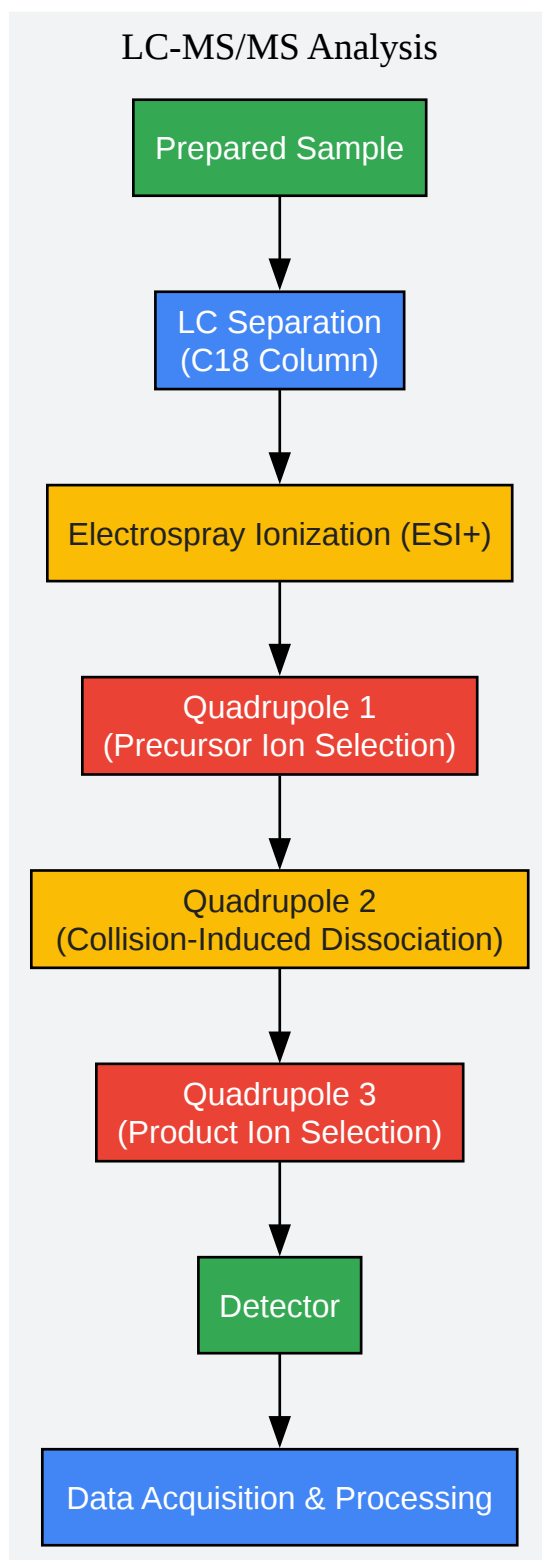 LC-MS/MS Analysis
Prepared Sample
LC Separation
(C18 Column)
Electrospray Ionization (ESI+)
Quadrupole 1
(Precursor Ion Selection)
Quadrupole 2
(Collision-Induced Dissociation)
Quadrupole 3
(Product Ion Selection)
Detector
Data Acquisition & Processing